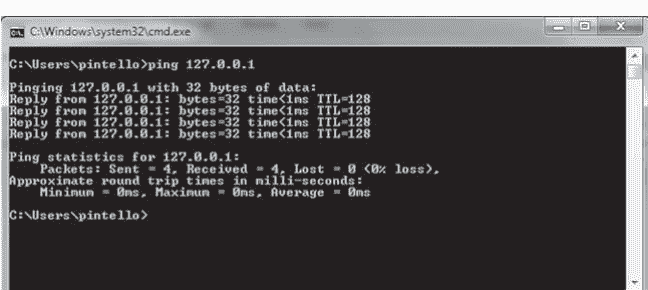 C:\Windows\system32\cmd.exe
C:\Users\pintello>ping 127.0.0.1
Pinging 127.0.0.1 with 32 bytes of data:
Reply from 127.0.0.1: bytes=32 time<1ms TTL=128
Reply from 127.0.0.1: bytes=32 time<1ms TTL=128
Reply from 127.0.0.1: bytes=32 time<1ms TTL=128
Reply from 127.0.0.1: bytes=32 time<1ms TTL=128
Ping statistics for 127.0.0.1:
Packets: Sent = 4, Received = 4, Lost = 0 (0% loss),
Approximate round trip times in milli-seconds:
Minimum = 0ms, Maximum = 0ms, Average = 0ms
C:\Users\pintello>